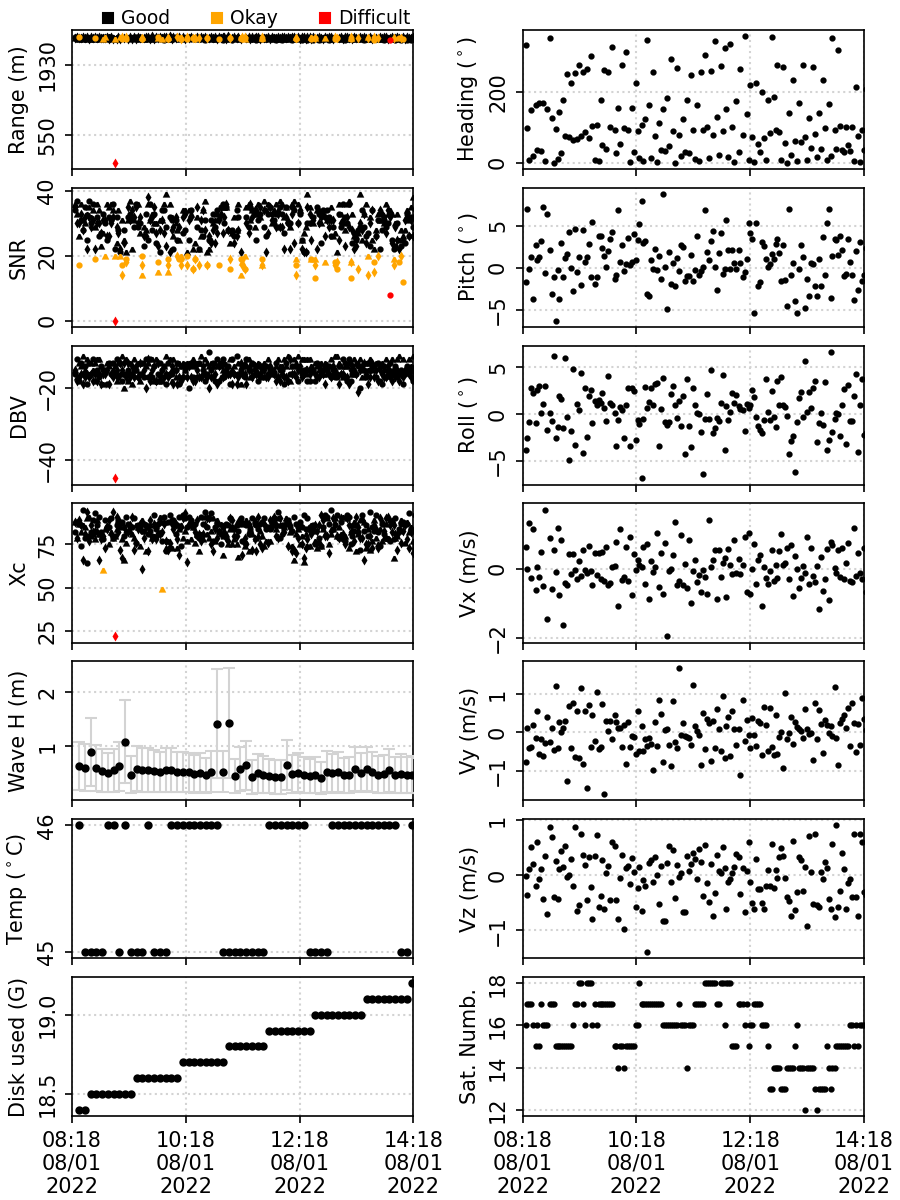 Good Okay Difficult
Range (m)
1930
550
Heading (°)
200
0
SNR
40
20
0
Pitch (°)
5
0
−5
DBV
−20
−40
Roll (°)
5
0
−5
Xc
75
50
25
Vx (m/s)
0
−2
Wave H (m)
2
1
Vy (m/s)
1
0
−1
Temp (°C)
46
45
Vz (m/s)
1
0
−1
Disk used (G)
19.0
18.5
Sat. Numb.
18
16
14
12
08:18 10:18 12:18 14:18
08/01 08/01 08/01 08/01
2022 2022 2022 2022
08:18 10:18 12:18 14:18
08/01 08/01 08/01 08/01
2022 2022 2022 2022